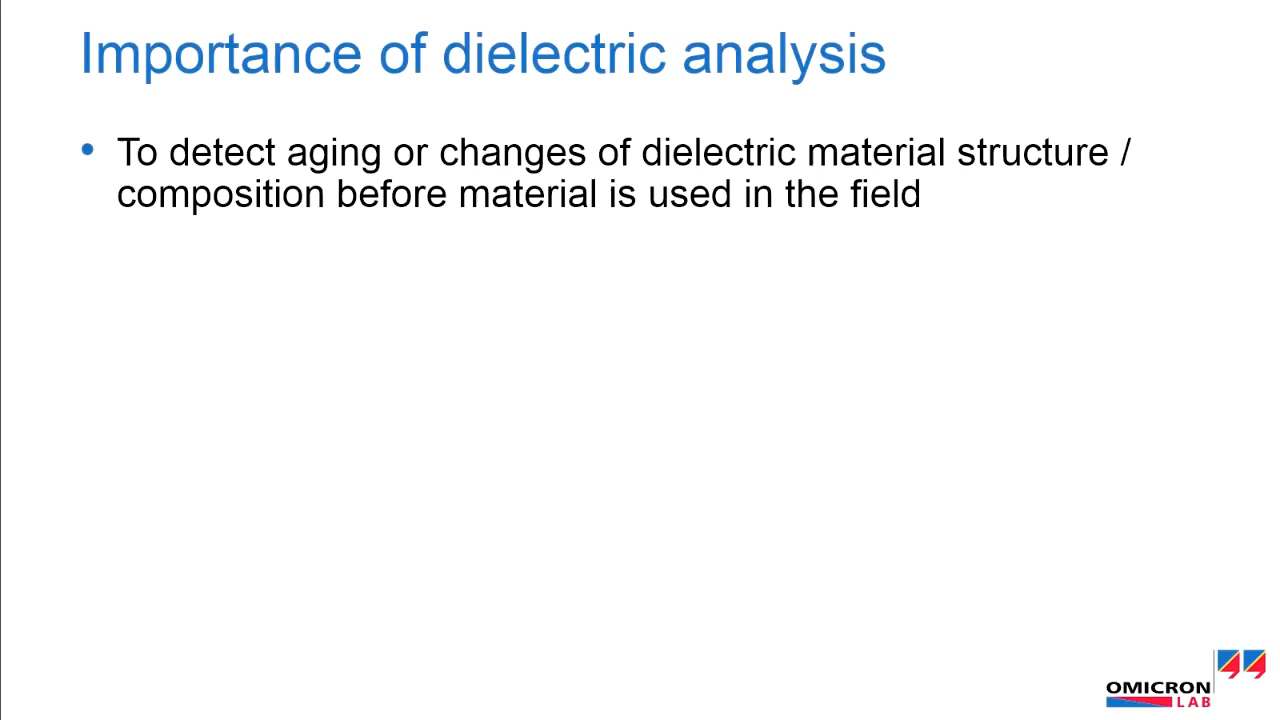 Importance of dielectric analysis
• To detect aging or changes of dielectric material structure /
composition before material is used in the field
OMICRON
LAB